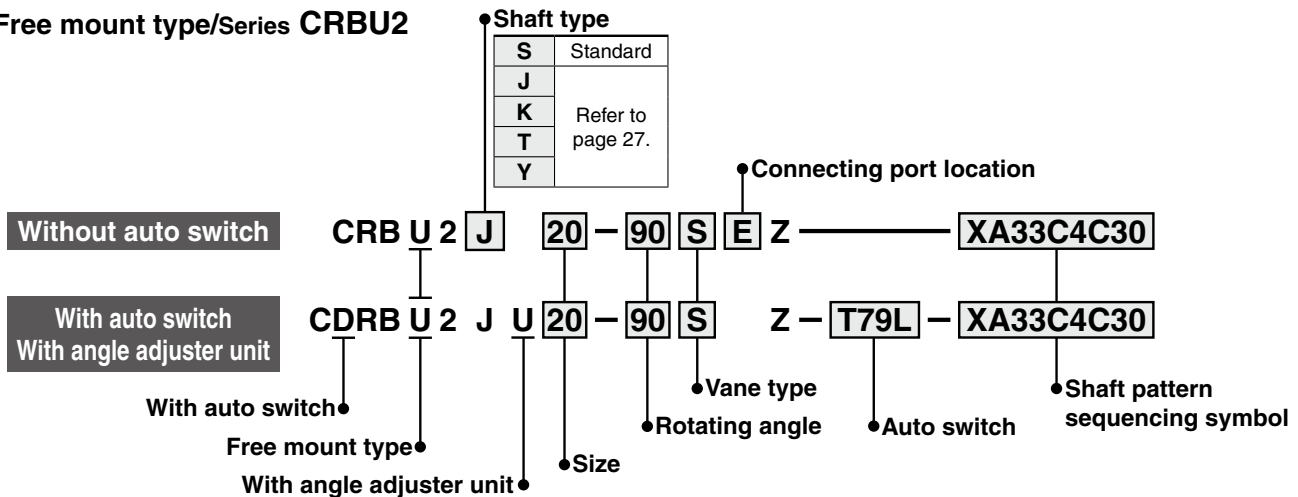 Free mount type/Series CRBU2
Shaft type
S Standard
J
K
T
Y
Refer to
page 27.
Connecting port location
Without auto switch CRB U 2 J 20 – 90 S E Z — XA33C4C30
With auto switch
With angle adjuster unit
CDRB U 2 J U 20 – 90 S Z – T79L – XA33C4C30
With auto switch
Free mount type
With angle adjuster unit
Size
Rotating angle
Vane type
Auto switch
Shaft pattern
sequencing symbol